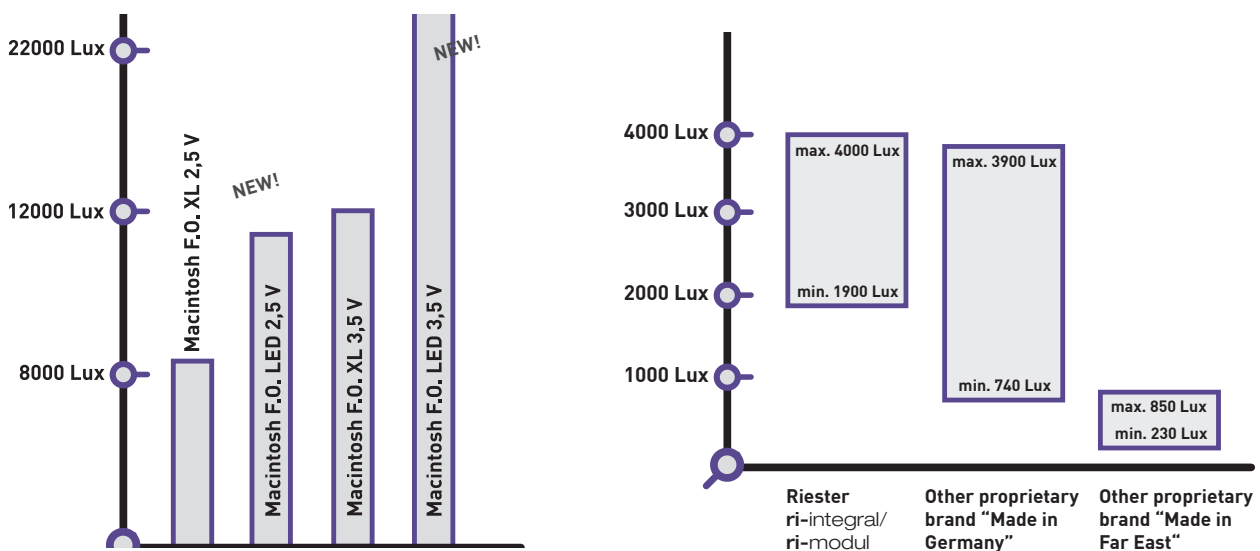 22000 Lux
12000 Lux
8000 Lux
Macintosh F.O. XL 2,5 V
NEW!
Macintosh F.O. LED 2,5 V
Macintosh F.O. XL 3,5 V
NEW!
Macintosh F.O. LED 3,5 V
4000 Lux
3000 Lux
2000 Lux
1000 Lux
max. 4000 Lux
min. 1900 Lux
max. 3900 Lux
min. 740 Lux
max. 850 Lux
min. 230 Lux
Riester
ri-integral/
ri-modul
Other proprietary
brand “Made in
Germany”
Other proprietary
brand “Made in
Far East“